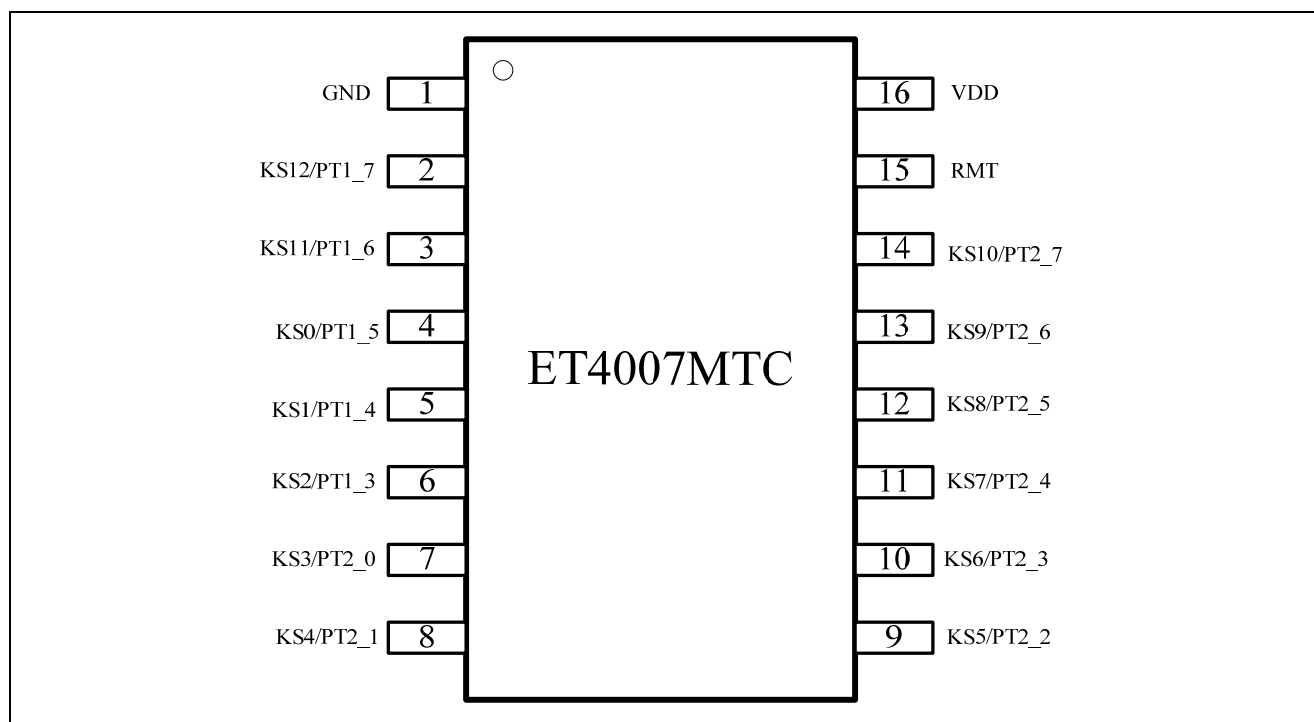 GND 1 16 VDD
KS12/PT1_7 2 15 RMT
KS11/PT1_6 3 14 KS10/PT2_7
KS0/PT1_5 4 13 KS9/PT2_6
ET4007MTC
KS1/PT1_4 5 12 KS8/PT2_5
KS2/PT1_3 6 11 KS7/PT2_4
KS3/PT2_0 7 10 KS6/PT2_3
KS4/PT2_1 8 9 KS5/PT2_2